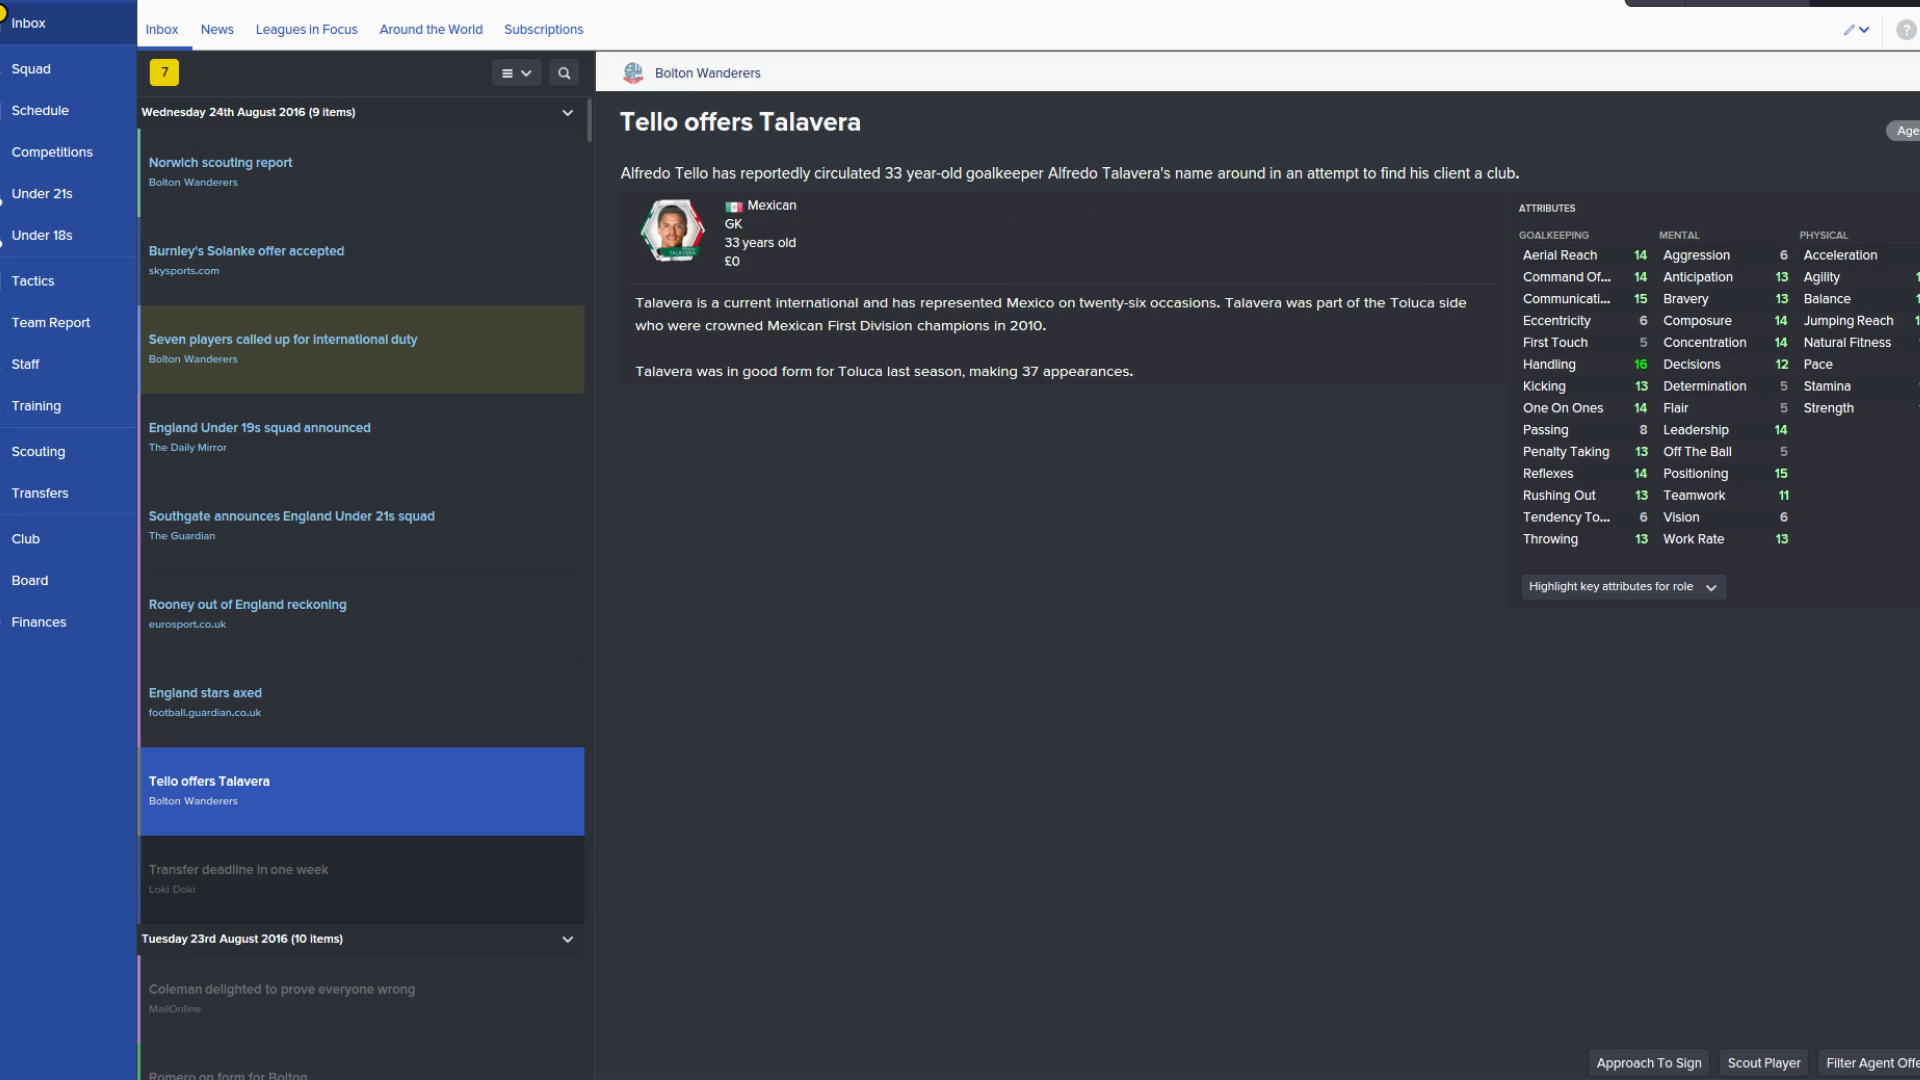 Inbox
Squad
Schedule
Competitions
Under 21s
Under 18s
Tactics
Team Report
Staff
Training
Scouting
Transfers
Club
Board
Finances
Inbox News Leagues in Focus Around the World Subscriptions
?
7
Wednesday 24th August 2016 (9 items)
Norwich scouting report
Bolton Wanderers
Burnley's Solanke offer accepted
skysports.com
Seven players called up for international duty
Bolton Wanderers
England Under 19s squad announced
The Daily Mirror
Southgate announces England Under 21s squad
The Guardian
Rooney out of England reckoning
eurosport.co.uk
England stars axed
football.guardian.co.uk
Tello offers Talavera
Bolton Wanderers
Transfer deadline in one week
Loki Doki
Tuesday 23rd August 2016 (10 items)
Coleman delighted to prove everyone wrong
MailOnline
Romero on form for Bolton
Bolton Wanderers
Tello offers Talavera
Age
Alfredo Tello has reportedly circulated 33 year-old goalkeeper Alfredo Talavera's name around in an attempt to find his client a club.
Mexican
GK
33 years old
£0
Talavera is a current international and has represented Mexico on twenty-six occasions. Talavera was part of the Toluca side
who were crowned Mexican First Division champions in 2010.
Talavera was in good form for Toluca last season, making 37 appearances.
ATTRIBUTES
GOALKEEPING MENTAL PHYSICAL
Aerial Reach 14 Aggression 6 Acceleration
Command Of... 14 Anticipation 13 Agility
Communicati... 15 Bravery 13 Balance
Eccentricity 6 Composure 14 Jumping Reach
First Touch 5 Concentration 14 Natural Fitness
Handling 16 Decisions 12 Pace
Kicking 13 Determination 5 Stamina
One On Ones 14 Flair 5 Strength
Passing 8 Leadership 14
Penalty Taking 13 Off The Ball 5
Reflexes 14 Positioning 15
Rushing Out 13 Teamwork 11
Tendency To... 6 Vision 6
Throwing 13 Work Rate 13
Highlight key attributes for role
Approach To Sign Scout Player Filter Agent Offe